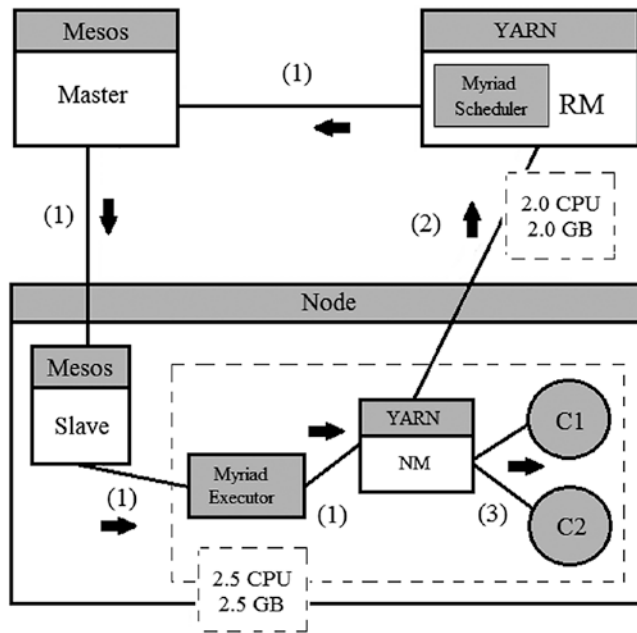 Mesos
Master
(1)
YARN
Myriad
Scheduler
RM
(1)
(2)
2.0 CPU
2.0 GB
Node
Mesos
Slave
(1)
Myriad
Executor
(1)
YARN
NM
(3)
C1
C2
2.5 CPU
2.5 GB